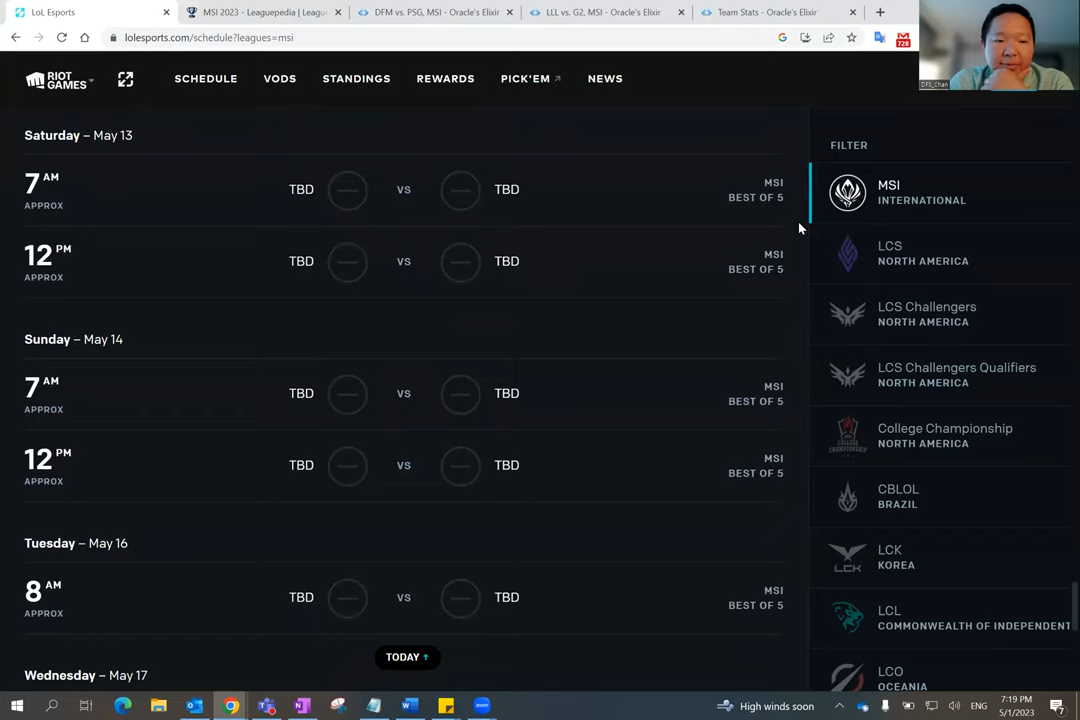 LoL Esports
MSI 2023 - Leaguepedia | Leagu
DFM vs. PSG, MSI - Oracle's Elixir
LLL vs. G2, MSI - Oracle's Elixir
Team Stats - Oracle's Elixir
lolesports.com/schedule?leagues=msi
728
DFS_Chan
RIOT GAMES
SCHEDULE
VODS
STANDINGS
REWARDS
PICK'EM
NEWS
Saturday – May 13
7 AM
APPROX
TBD VS TBD
MSI
BEST OF 5
12 PM
APPROX
TBD VS TBD
MSI
BEST OF 5
Sunday – May 14
7 AM
APPROX
TBD VS TBD
MSI
BEST OF 5
12 PM
APPROX
TBD VS TBD
MSI
BEST OF 5
Tuesday – May 16
8 AM
APPROX
TBD VS TBD
MSI
BEST OF 5
TODAY ↑
Wednesday – May 17
FILTER
MSI
INTERNATIONAL
LCS
NORTH AMERICA
LCS Challengers
NORTH AMERICA
LCS Challengers Qualifiers
NORTH AMERICA
College Championship
NORTH AMERICA
CBLOL
BRAZIL
LCK
KOREA
LCL
COMMONWEALTH OF INDEPENDENT
LCO
OCEANIA
High winds soon
ENG
7:19 PM
5/1/2023
7